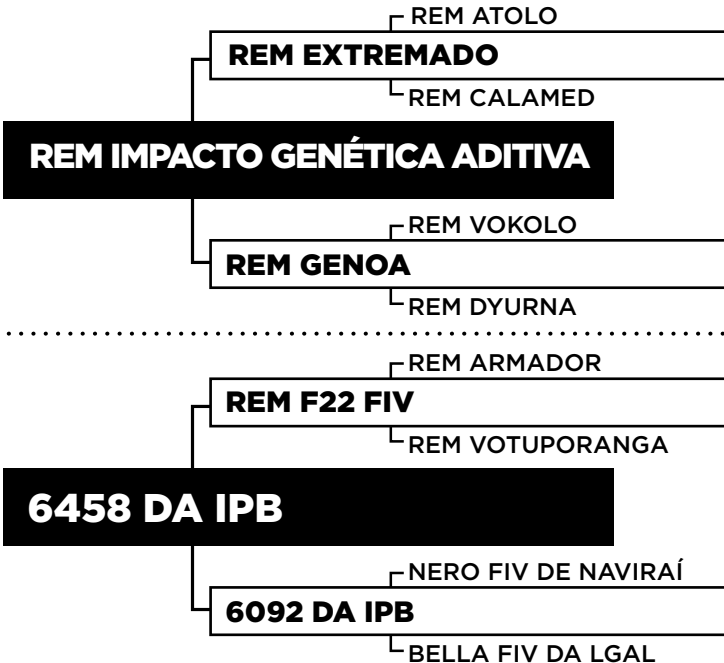 REM ATOLO
REM EXTREMADO
REM CALAMED
REM IMPACTO GENÉTICA ADITIVA
REM VOKOLO
REM GENOA
REM DYURNA
REM ARMADOR
REM F22 FIV
REM VOTUPORANGA
6458 DA IPB
NERO FIV DE NAVIRAÍ
6092 DA IPB
BELLA FIV DA LGAL